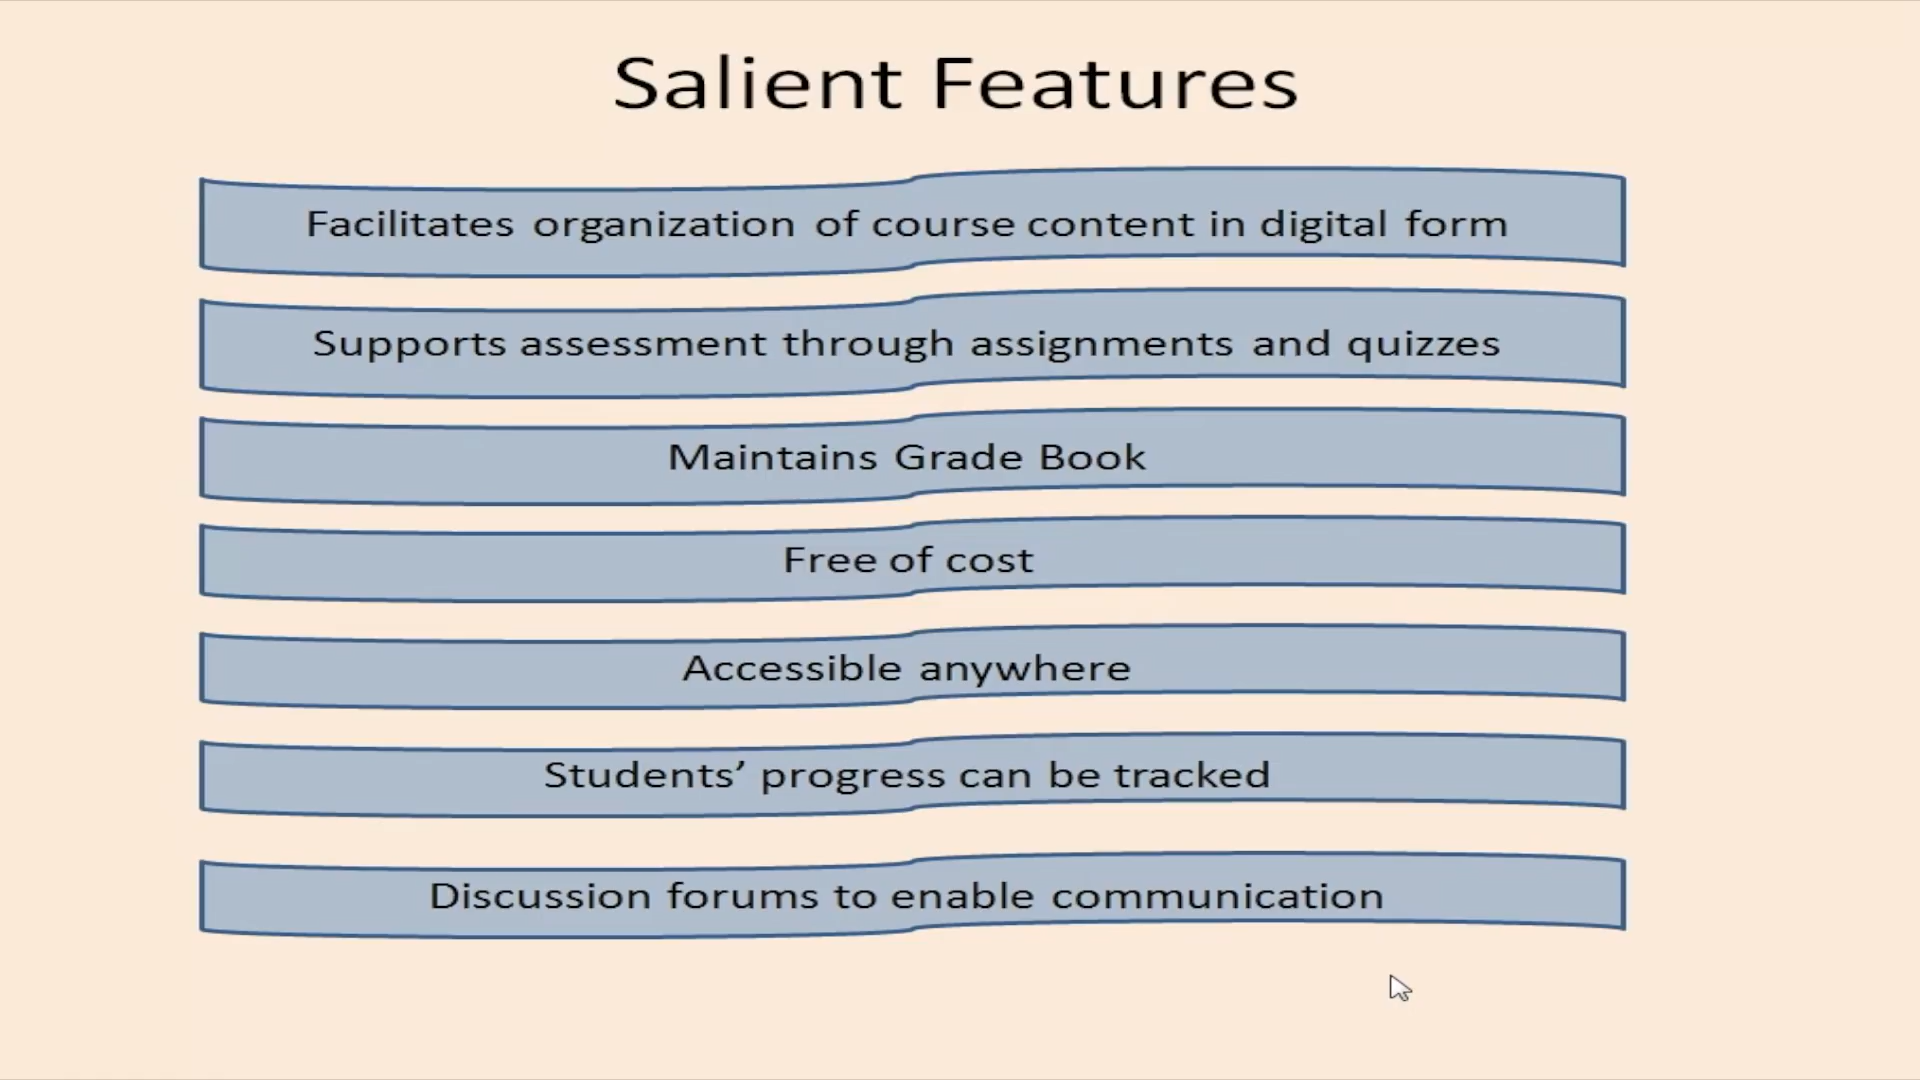 Salient Features
Facilitates organization of course content in digital form
Supports assessment through assignments and quizzes
Maintains Grade Book
Free of cost
Accessible anywhere
Students’ progress can be tracked
Discussion forums to enable communication